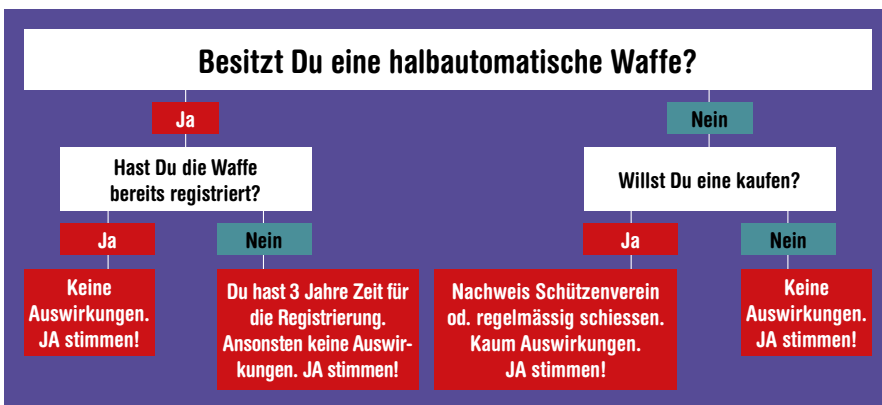 Besitzt Du eine halbautomatische Waffe?
Ja
Nein
Hast Du die Waffe
bereits registriert?
Willst Du eine kaufen?
Ja
Nein
Ja
Nein
Keine
Auswirkungen.
JA stimmen!
Du hast 3 Jahre Zeit für
die Registrierung.
Ansonsten keine Auswir-
kungen. JA stimmen!
Nachweis Schützenverein
od. regelmässig schiessen.
Kaum Auswirkungen.
JA stimmen!
Keine
Auswirkungen.
JA stimmen!